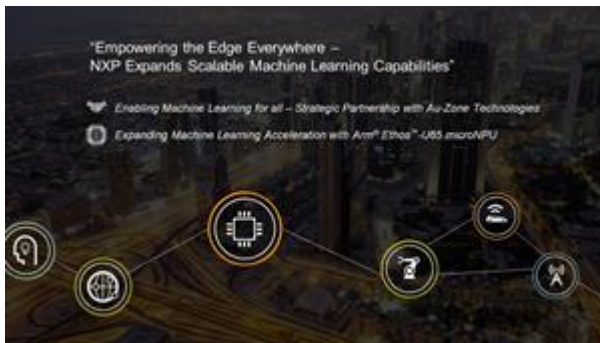 "Empowering the Edge Everywhere –
NXP Expands Scalable Machine Learning Capabilities"
Enabling Machine Learning for all – Strategic Partnership with Au-Zone Technologies
Expanding Machine Learning Acceleration with Arm® Ethos™-U65 microNPU